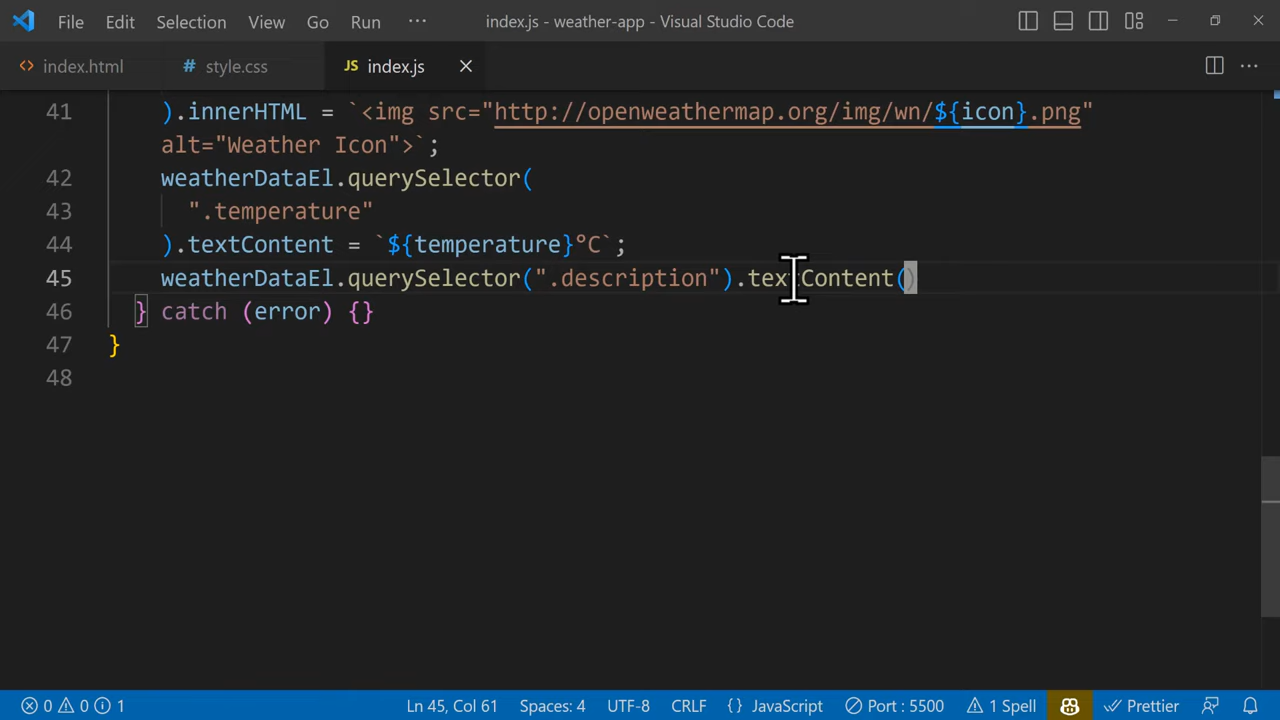 File Edit Selection View Go Run ··· index.js - weather-app - Visual Studio Code
<> index.html # style.css JS index.js
41 ).innerHTML = `<img src="http://openweathermap.org/img/wn/${icon}.png"
alt="Weather Icon">`;
42 weatherDataEl.querySelector(
43 ".temperature"
44 ).textContent = `${temperature}°C`;
45 weatherDataEl.querySelector(".description").textContent()
46 } catch (error) {}
47 }
48
0 0 1 Ln 45, Col 61 Spaces: 4 UTF-8 CRLF {} JavaScript Port : 5500 1 Spell Prettier